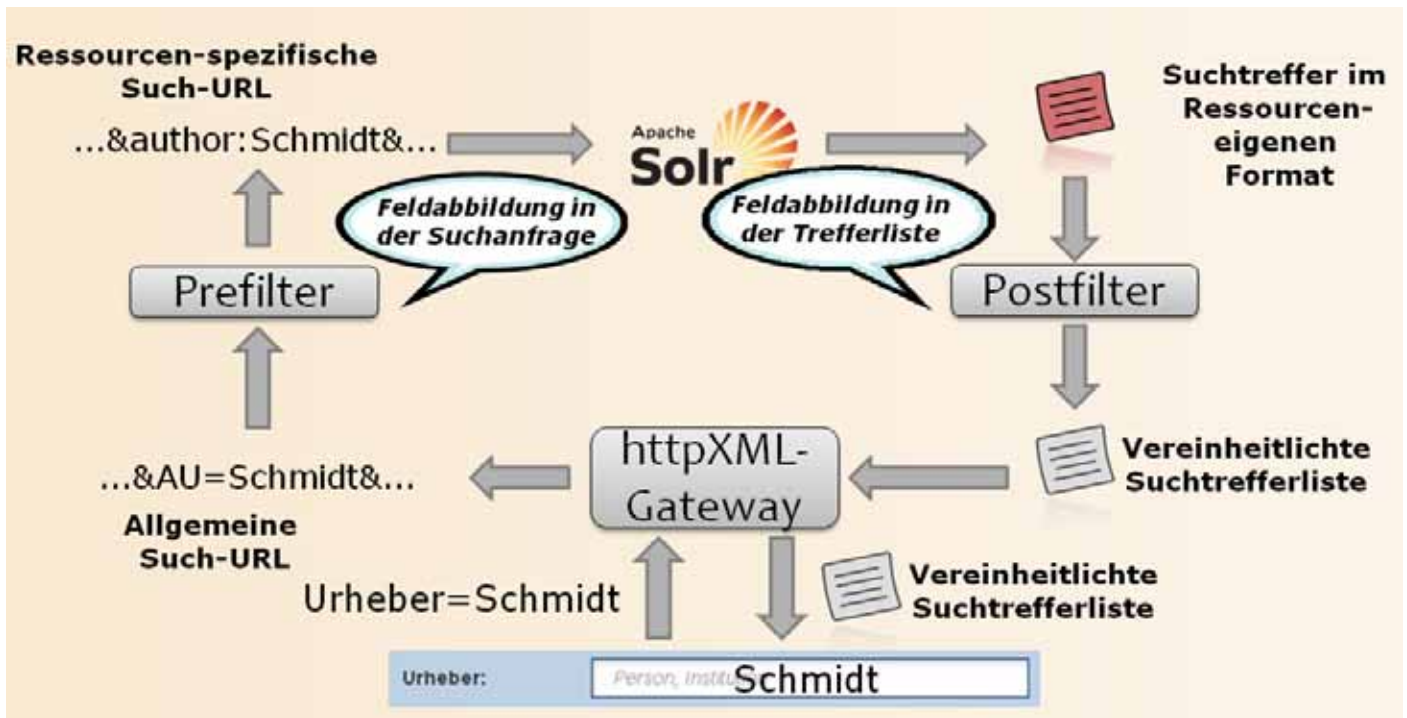 Ressourcen-spezifische
Such-URL
...&author:Schmidt&...
Apache
Solr
Suchtreffer im
Ressourcen-
eigenen
Format
Feldabbildung in
der Suchanfrage
Feldabbildung in
der Trefferliste
Prefilter
Postfilter
...&AU=Schmidt&...
Allgemeine
Such-URL
httpXML-
Gateway
Vereinheitlichte
Suchtrefferliste
Urheber=Schmidt
Vereinheitlichte
Suchtrefferliste
Urheber:
Person, Schmidt